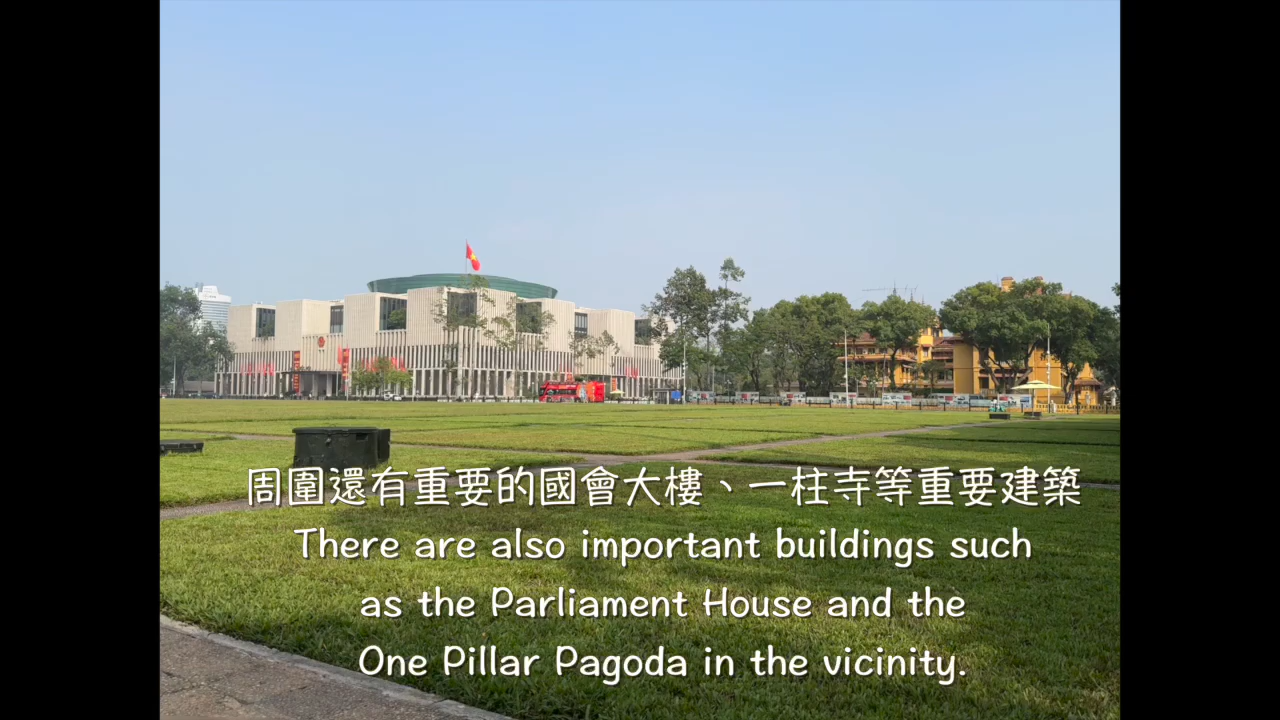 周圍還有重要的國會大樓、一柱寺等重要建築
There are also important buildings such
as the Parliament House and the
One Pillar Pagoda in the vicinity.